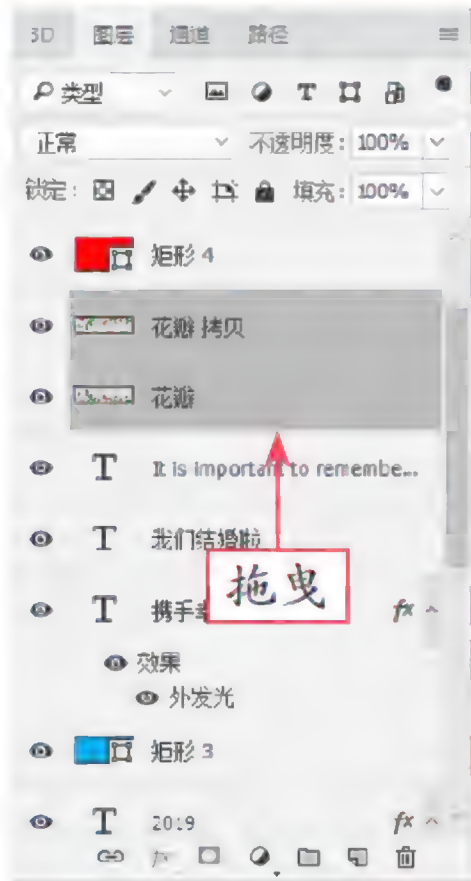 3D 图层 通道 路径
类型
正常 不透明度: 100%
锁定: 填充: 100%
矩形 4
花瓣 拷贝
花瓣
It is important to remembe...
我们结婚啦
拖曳
携手 fx
效果
外发光
矩形 3
2019 fx
fx